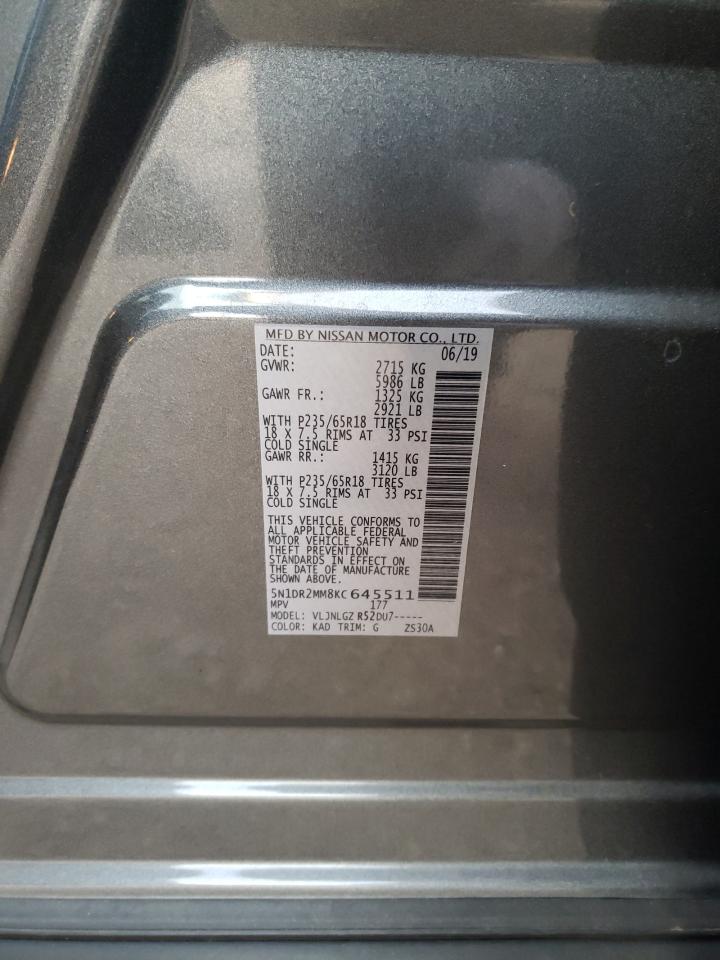 MFD BY NISSAN MOTOR CO., LTD.
DATE: 06/19
GVWR: 2715 KG
5986 LB
GAWR FR.: 1325 KG
2921 LB
WITH P235/65R18 TIRES
18 X 7.5 RIMS AT 33 PSI
COLD SINGLE
GAWR RR.: 1415 KG
3120 LB
WITH P235/65R18 TIRES
18 X 7.5 RIMS AT 33 PSI
COLD SINGLE
THIS VEHICLE CONFORMS TO
ALL APPLICABLE FEDERAL
MOTOR VEHICLE SAFETY AND
THEFT PREVENTION
STANDARDS IN EFFECT ON
THE DATE OF MANUFACTURE
SHOWN ABOVE.
5N1DR2MM8KC645511
MPV 177
MODEL: VLJNLGZ R52DU7-----
COLOR: KAD TRIM: G ZS30A